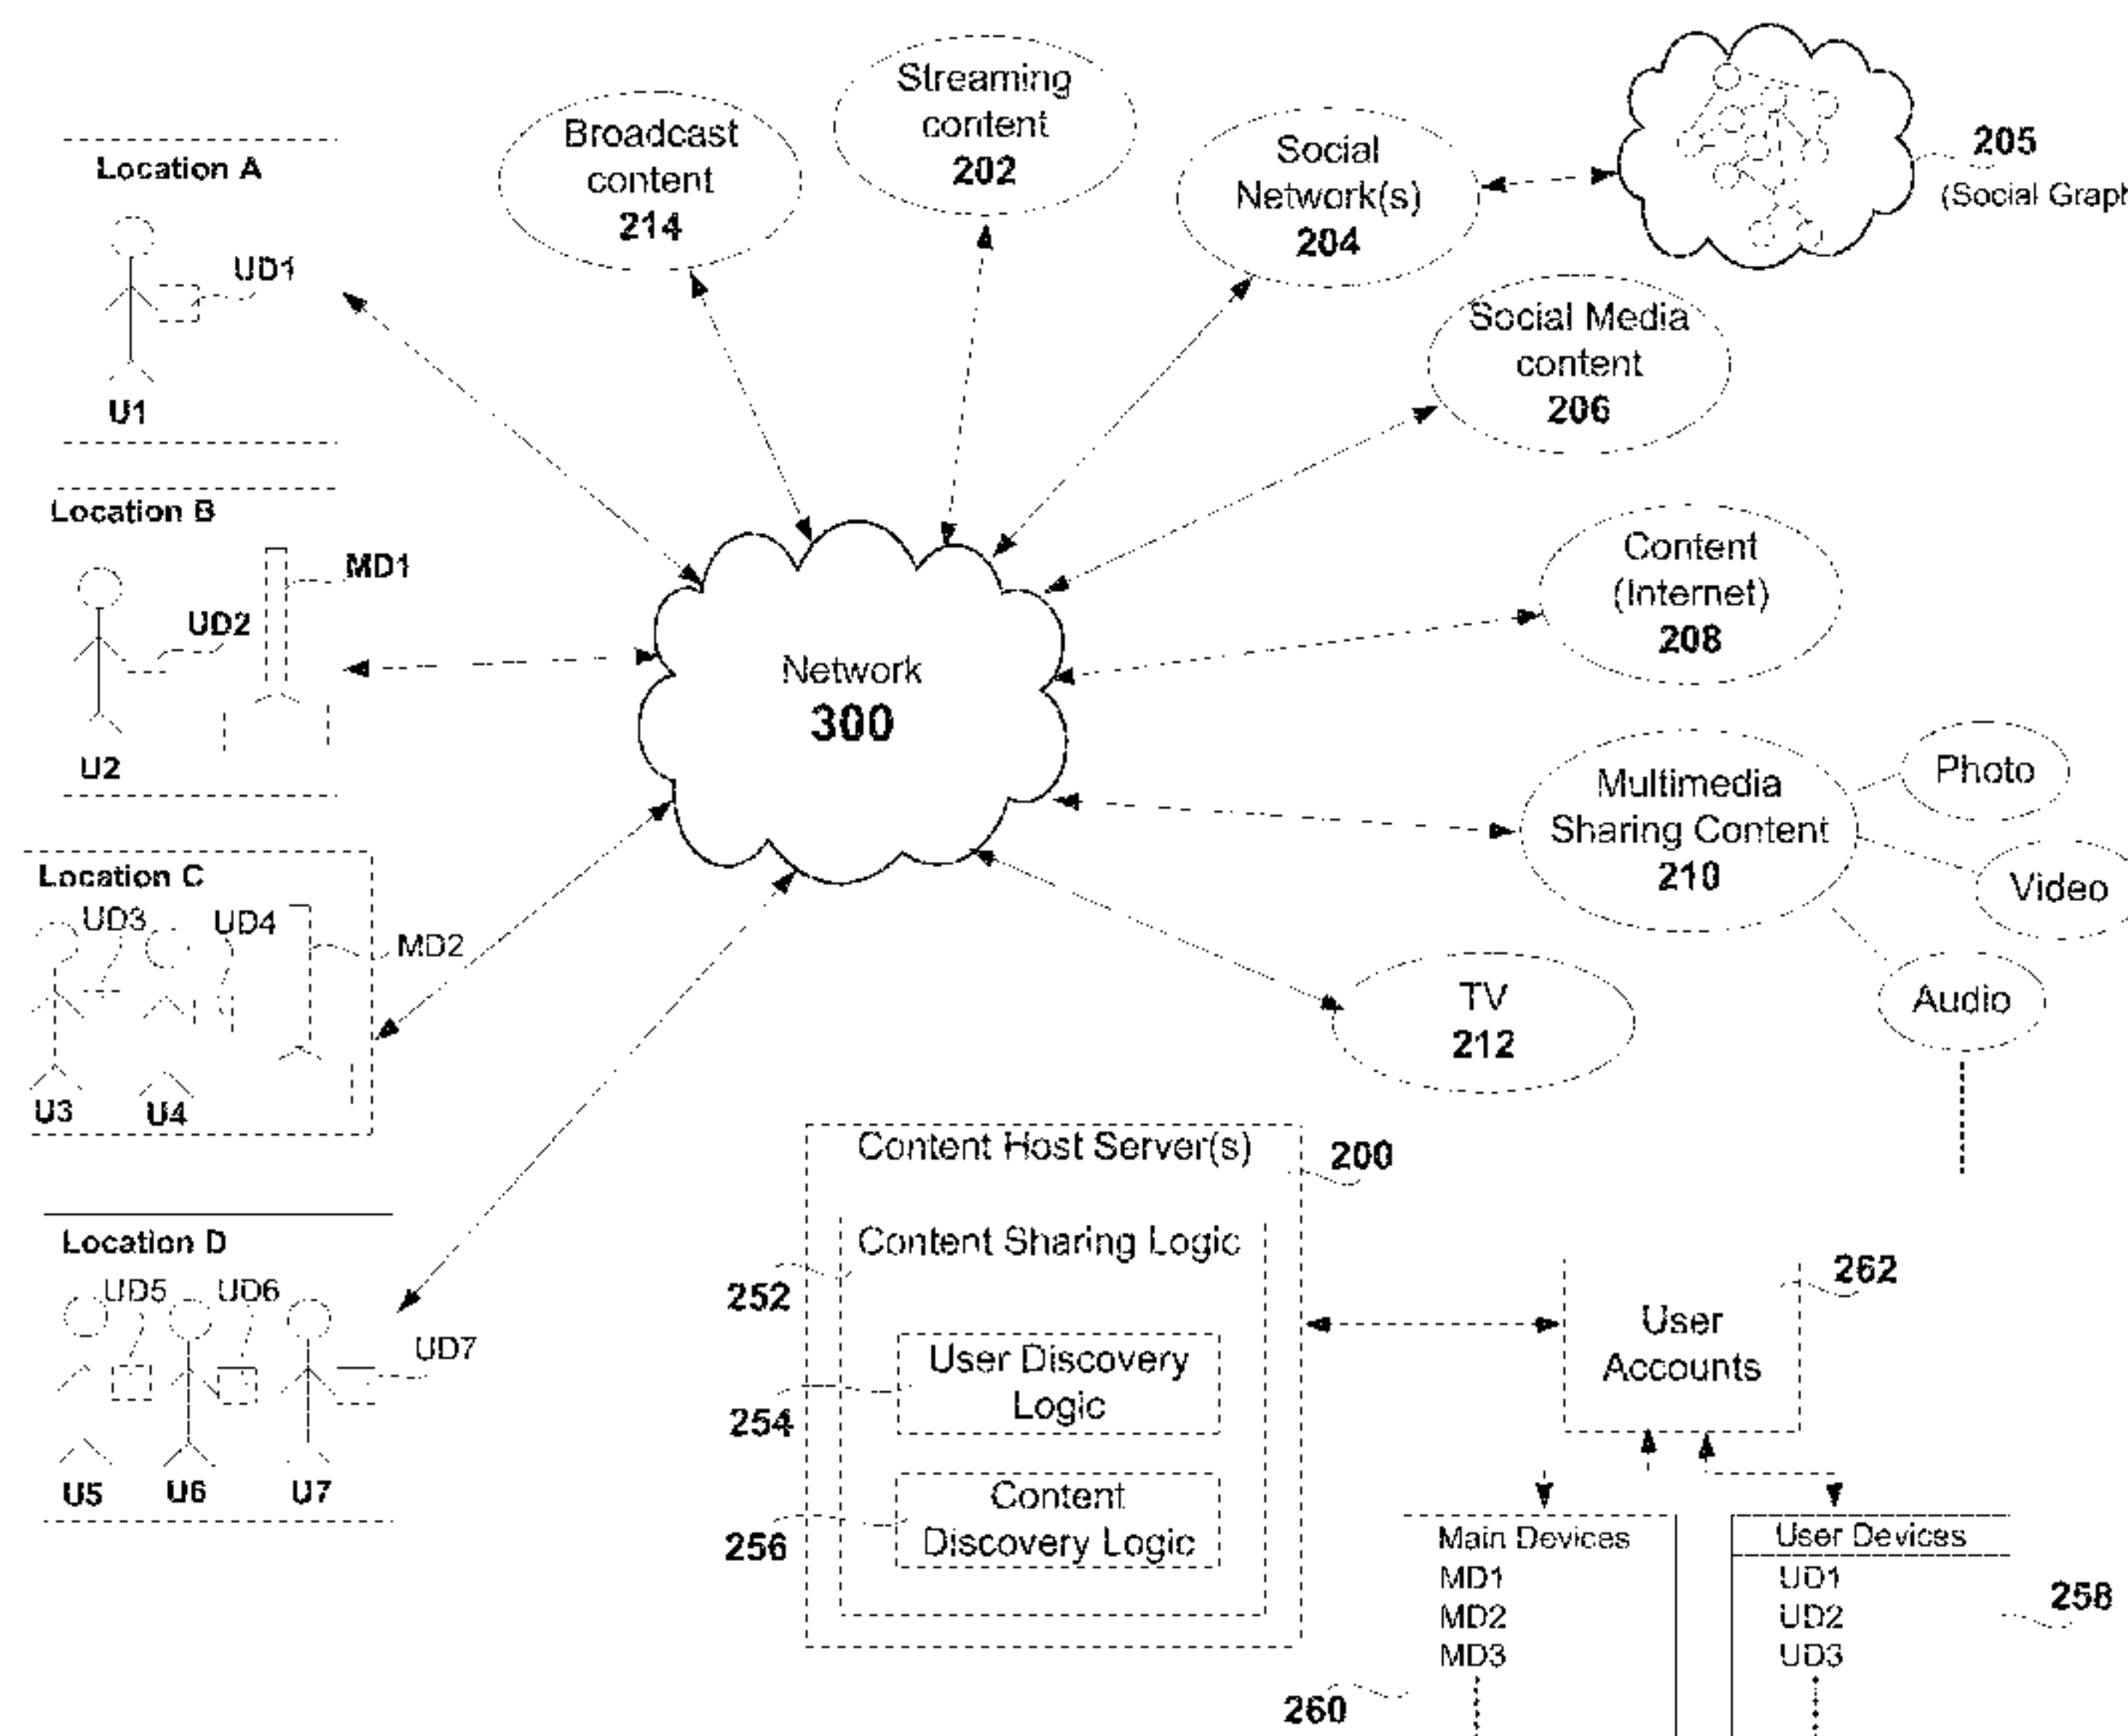 Location A
UD1
U1
Location B
MD1
UD2
U2
Location C
UD3
UD4
MD2
U3
U4
Location D
UD5
UD6
UD7
U5
U6
U7
Broadcast
content
214
Streaming
content
202
Social
Network(s)
204
205
(Social Graph
Social Media
content
206
Content
(Internet)
208
Network
300
Multimedia
Sharing Content
210
Photo
Video
Audio
TV
212
Content Host Server(s)
200
Content Sharing Logic
252
User Discovery
Logic
254
Content
Discovery Logic
256
262
User
Accounts
Main Devices
MD1
MD2
MD3
260
User Devices
UD1
UD2
UD3
258